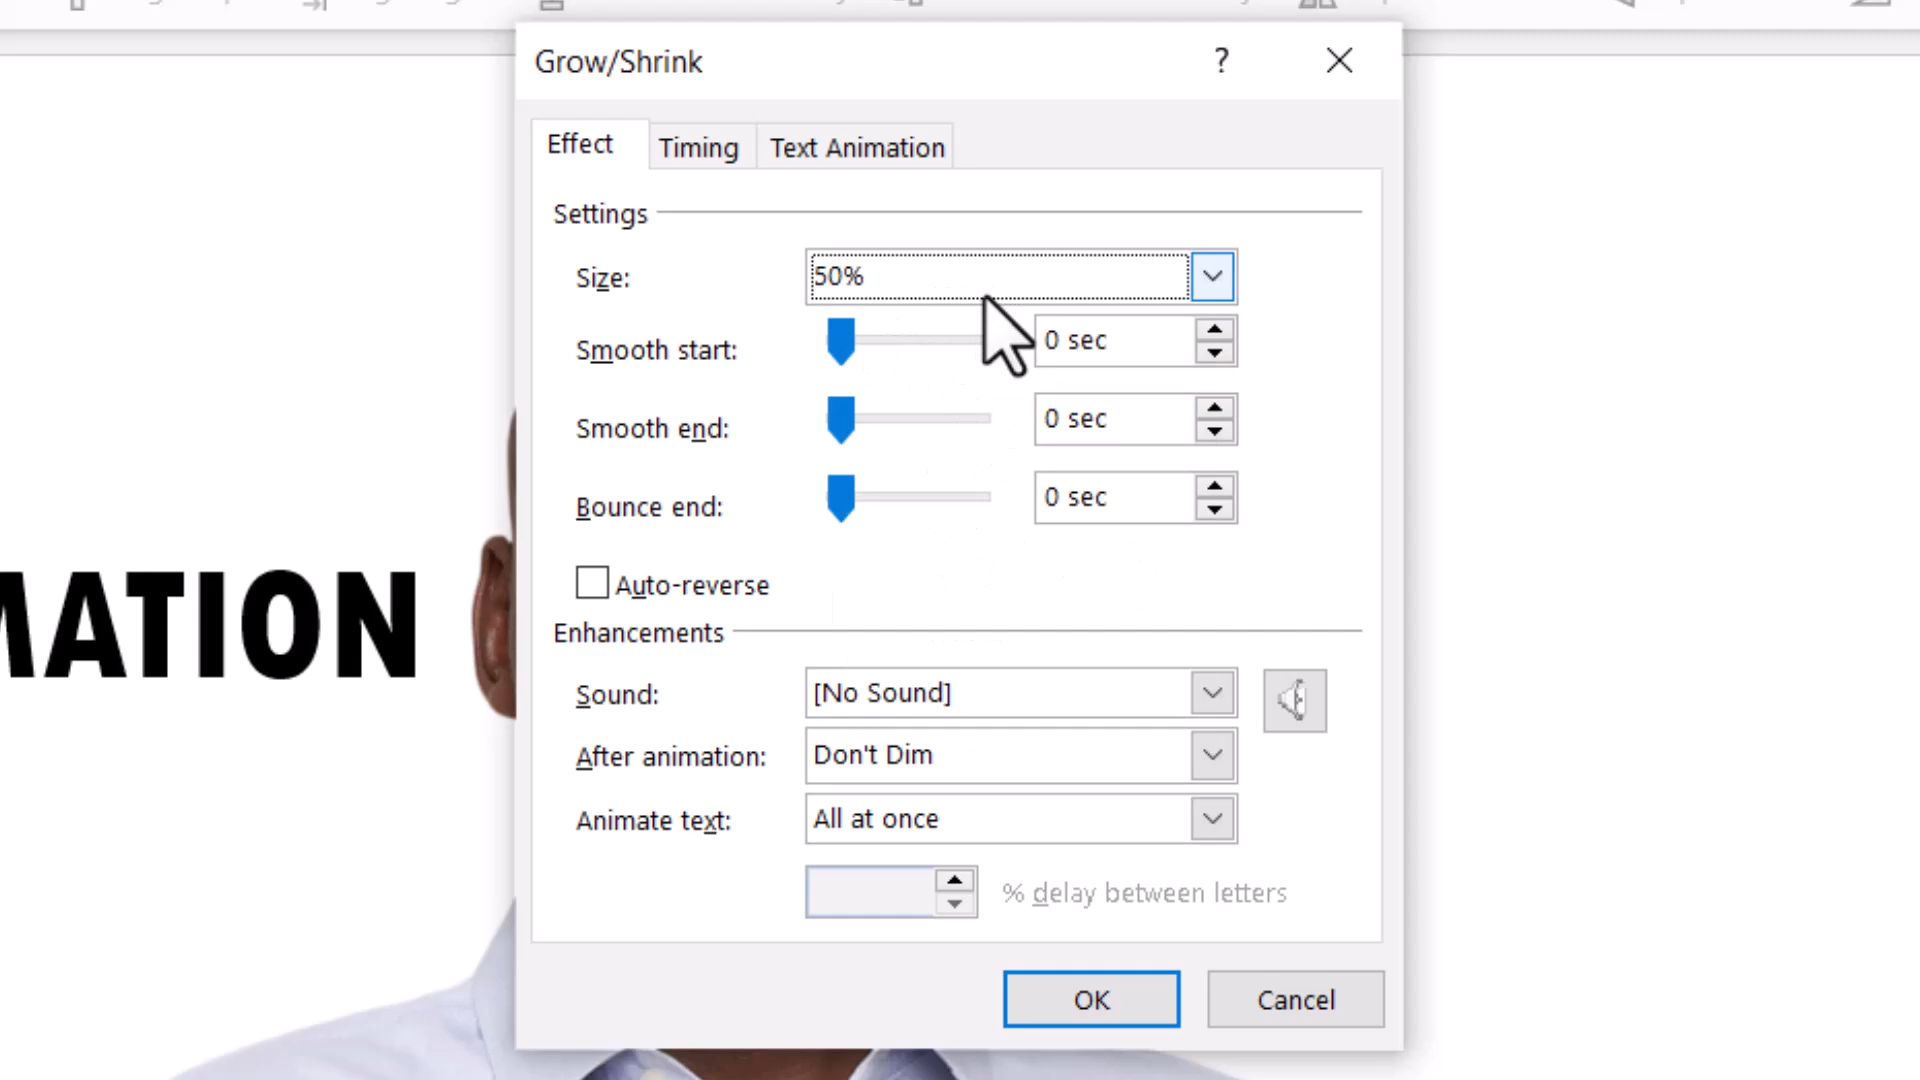 Grow/Shrink ?
Effect Timing Text Animation
Settings
Size: 50%
Smooth start: 0 sec
Smooth end: 0 sec
Bounce end: 0 sec
Auto-reverse
MATION
Enhancements
Sound: [No Sound]
After animation: Don't Dim
Animate text: All at once
% delay between letters
OK Cancel